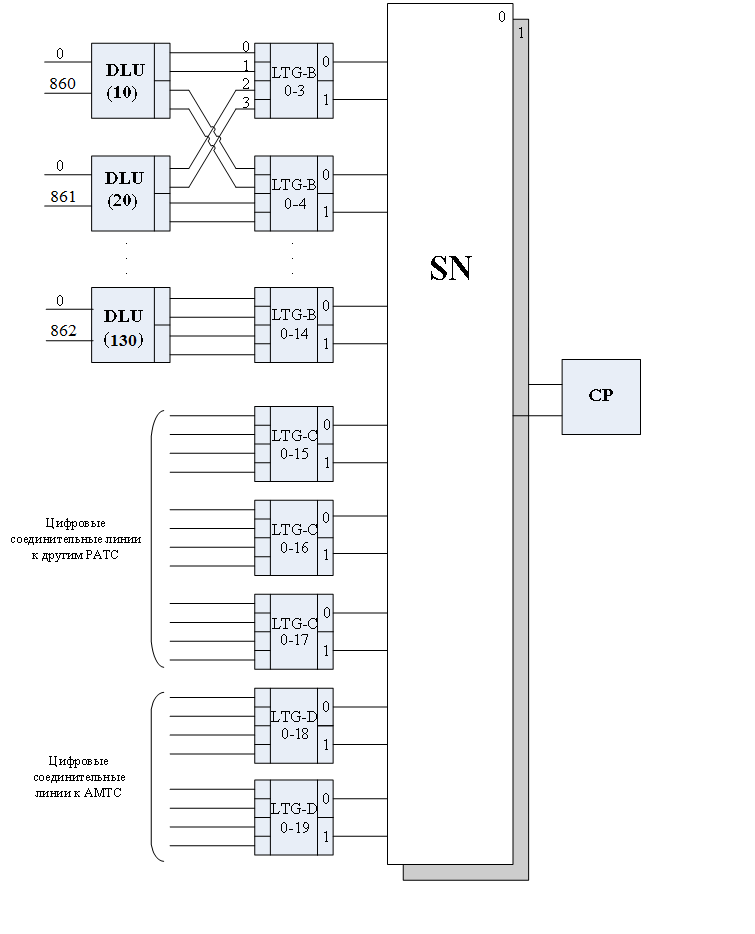 0
1
0
860
DLU
(10)
0
1
2
3
LTG-B
0-3
0
1
0
861
DLU
(20)
LTG-B
0-4
0
1
SN
0
862
DLU
(130)
LTG-B
0-14
0
1
CP
Цифровые
соединительные линии
к другим РАТС
LTG-C
0-15
0
1
LTG-C
0-16
0
1
LTG-C
0-17
0
1
Цифровые
соединительные
линии к АМТС
LTG-D
0-18
0
1
LTG-D
0-19
0
1